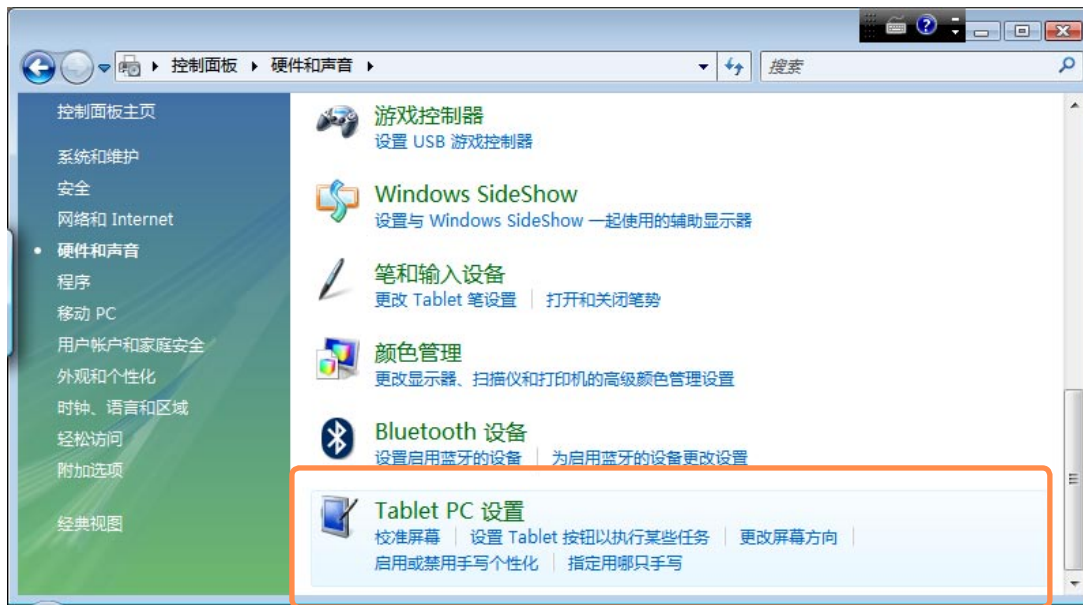 控制面板 硬件和声音 搜索
控制面板主页
系统和维护
安全
网络和 Internet
硬件和声音
程序
移动 PC
用户帐户和家庭安全
外观和个性化
时钟、语言和区域
轻松访问
附加选项
经典视图
游戏控制器
设置 USB 游戏控制器
Windows SideShow
设置与 Windows SideShow 一起使用的辅助显示器
笔和输入设备
更改 Tablet 笔设置 打开和关闭笔势
颜色管理
更改显示器、扫描仪和打印机的高级颜色管理设置
Bluetooth 设备
设置启用蓝牙的设备 为启用蓝牙的设备更改设置
Tablet PC 设置
校准屏幕 设置 Tablet 按钮以执行某些任务 更改屏幕方向
启用或禁用手写个性化 指定用哪只手写